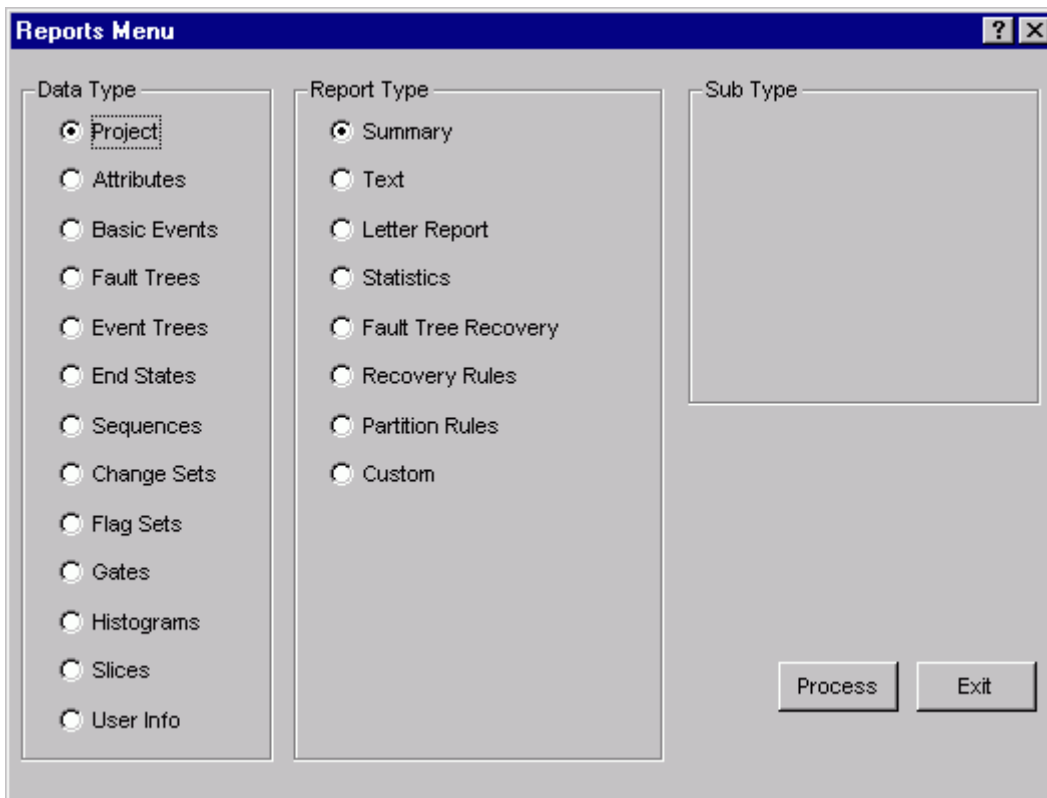 Reports Menu
Data Type
Project
Attributes
Basic Events
Fault Trees
Event Trees
End States
Sequences
Change Sets
Flag Sets
Gates
Histograms
Slices
User Info
Report Type
Summary
Text
Letter Report
Statistics
Fault Tree Recovery
Recovery Rules
Partition Rules
Custom
Sub Type
Process
Exit